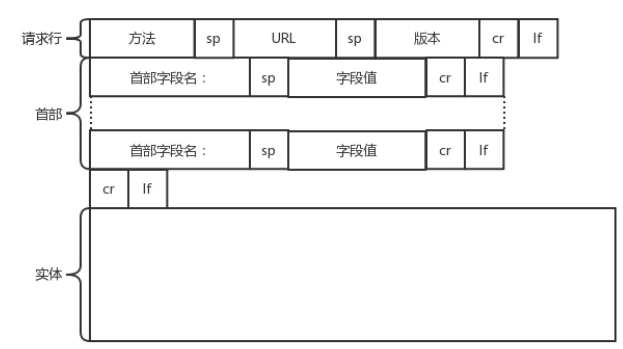 请求行 方法 sp URL sp 版本 cr lf
首部字段名： sp 字段值 cr lf
首部
首部字段名： sp 字段值 cr lf
cr lf
实体